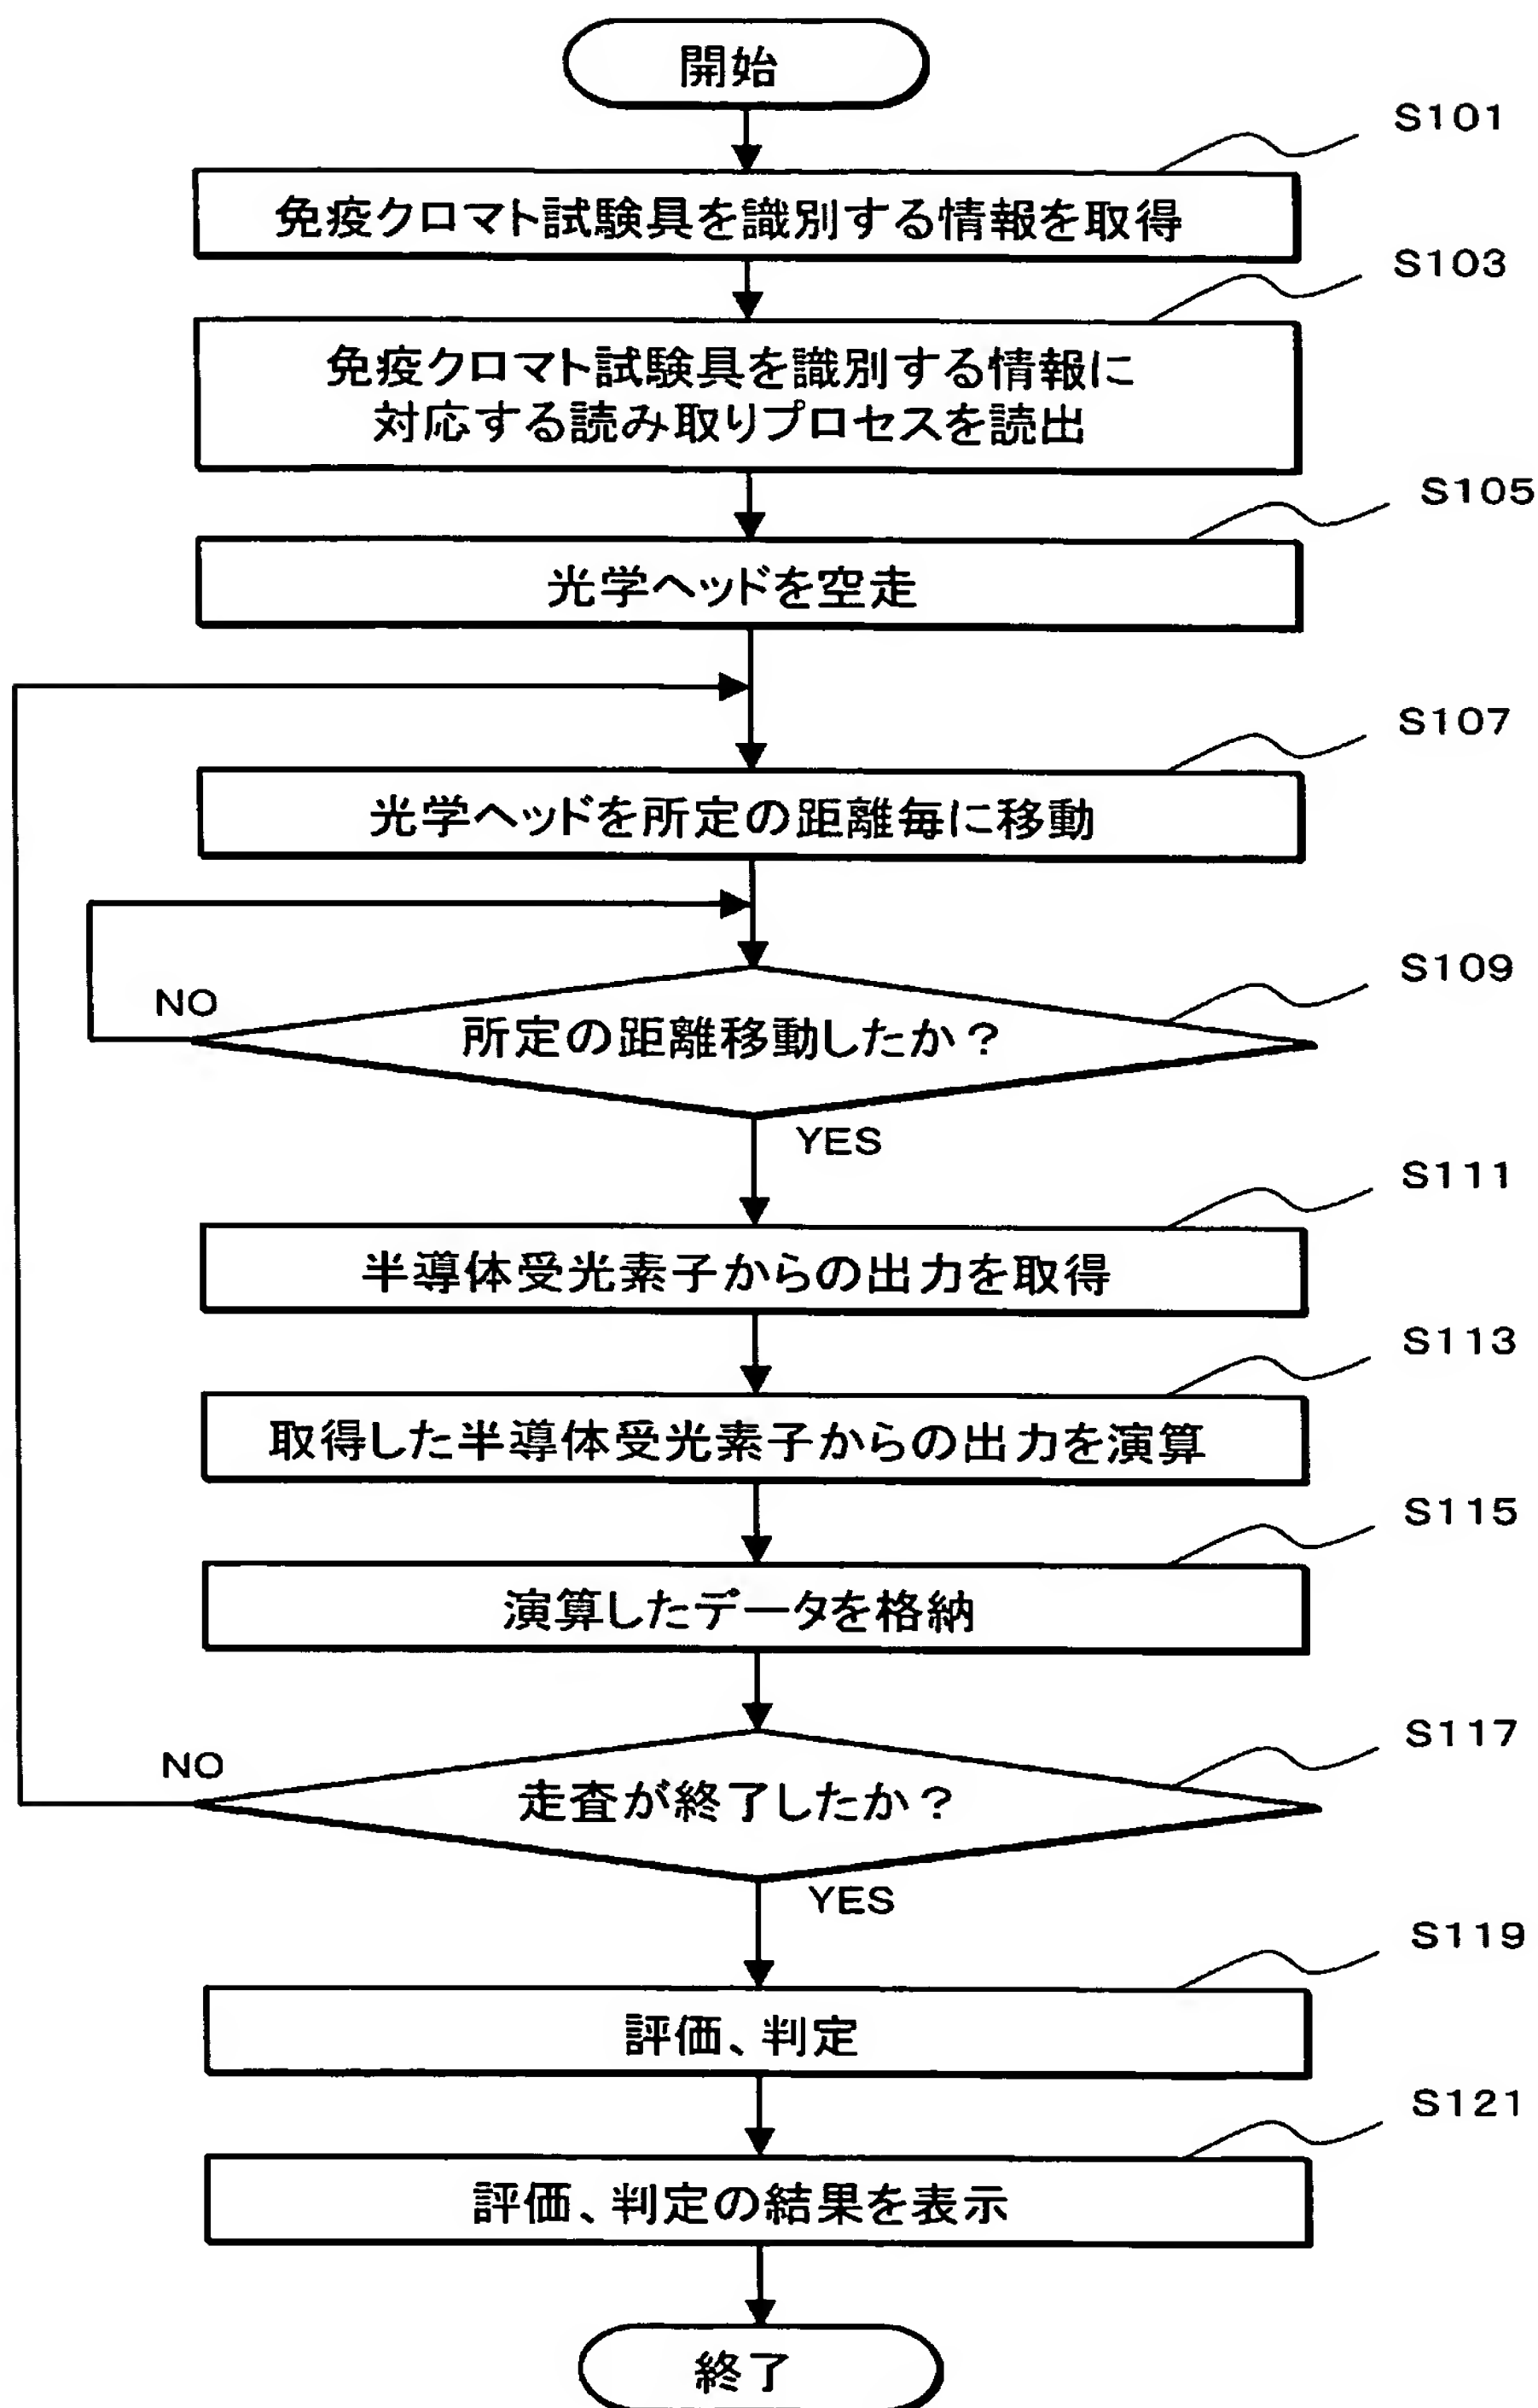 開始
S101
免疫クロマト試験具を識別する情報を取得
S103
免疫クロマト試験具を識別する情報に
対応する読み取りプロセスを読出
S105
光学ヘッドを空走
S107
光学ヘッドを所定の距離毎に移動
S109
NO
所定の距離移動したか？
YES
S111
半導体受光素子からの出力を取得
S113
取得した半導体受光素子からの出力を演算
S115
演算したデータを格納
S117
NO
走査が終了したか？
YES
S119
評価、判定
S121
評価、判定の結果を表示
終了